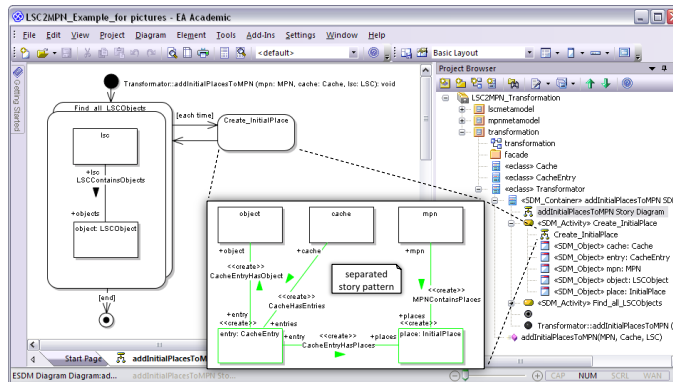 LSC2MPN_Example_for pictures - EA Academic
File Edit View Project Diagram Element Tools Add-Ins Settings Window Help
<default>
Basic Layout
Getting Started
Transformator::addInitialPlacesToMPN (mpn: MPN, cache: Cache, lsc: LSC): void
Find_all_LSCObjects
[each time]
Create_InitialPlace
lsc
+lsc
LSCContainsObjects
+objects
object: LSCObject
[end]
object
cache
mpn
+object
+cache
+mpn
<<create>>
CacheEntryHasObject
<<create>>
CacheHasEntries
separated
story pattern
<<create>>
MPNContainsPlaces
+entry
<<create>>
+entries
+places
<<create>>
entry: CacheEntry
+entry
<<create>>
CacheEntryHasPlaces
+places
place: InitialPlace
Project Browser
LSC2MPN_Transformation
lscmetamodel
mpnmetamodel
transformation
transformation
facade
«eclass» Cache
«eclass» CacheEntry
«eclass» Transformator
«SDM_Container» addInitialPlacesToMPN SD
addInitialPlacesToMPN Story Diagram
«SDM_Activity» Create_InitialPlace
Create_InitialPlace
«SDM_Object» cache: Cache
«SDM_Object» entry: CacheEntry
«SDM_Object» mpn: MPN
«SDM_Object» object: LSCObject
«SDM_Object» place: InitialPlace
«SDM_Activity» Find_all_LSCObjects
Transformator::addInitialPlacesToMPN (
addInitialPlacesToMPN(MPN, Cache, LSC)
Start Page
addInitialPlacesToM
ESDM Diagram Diagram:ad...
addInitialPlacesToMPN Sto...
CAP NUM SCRL WAN